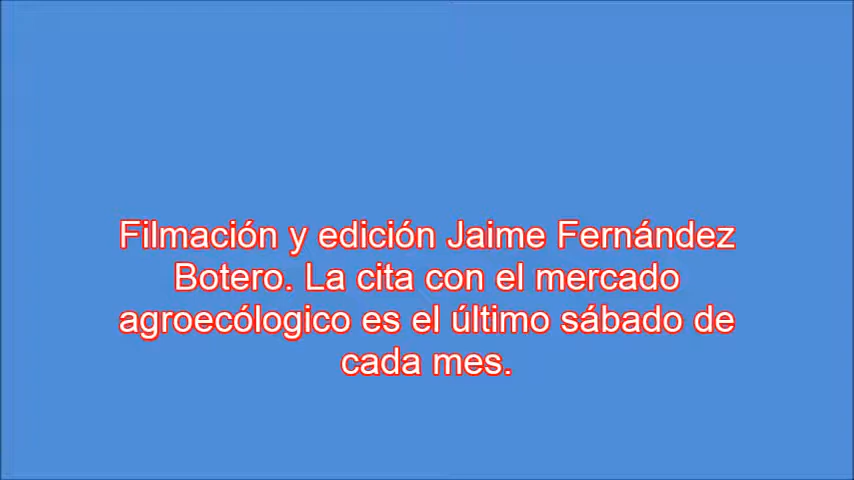 Filmación y edición Jaime Fernández
Botero. La cita con el mercado
agroecólogico es el último sábado de
cada mes.